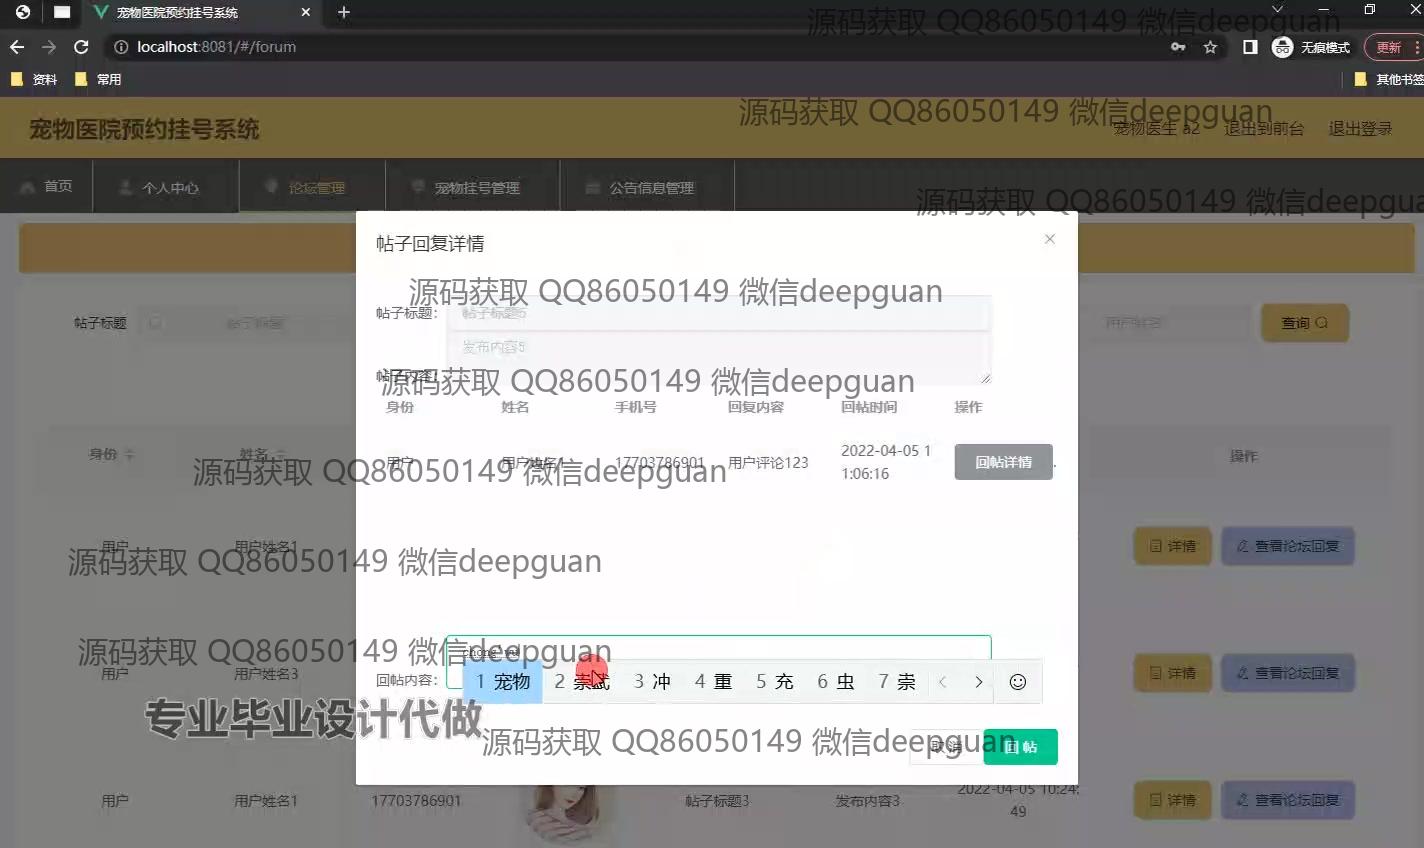 宠物医院预约挂号系统
localhost:8081/#/forum
无痕模式
更新
资料
常用
其他书签
源码获取 QQ86050149 微信deepguan
宠物医院预约挂号系统
宠物医生 a2
退出到前台
退出登录
源码获取 QQ86050149 微信deepguan
首页
个人中心
论坛管理
宠物挂号管理
公告信息管理
源码获取 QQ86050149 微信deepgua
帖子回复详情
源码获取 QQ86050149 微信deepguan
帖子标题
帖子标题
帖子标题:
帖子标题5
用户姓名
查询
发布内容5
帖子内容:
源码获取 QQ86050149 微信deepguan
身份 姓名 手机号 回复内容 回帖时间 操作
身份 姓名 操作
用户 用户姓名1 17703786901 用户评论123 2022-04-05 1
1:06:16
回帖详情
源码获取 QQ86050149 微信deepguan
用户 用户姓名1 详情 查看论坛回复
源码获取 QQ86050149 微信deepguan
源码获取 QQ86050149 微信deepguan
chong'wu
用户 用户姓名3
回帖内容:
1 宠物 2 崇武 3 冲 4 重 5 充 6 虫 7 崇
详情 查看论坛回复
专业毕业设计代做
源码获取 QQ86050149 微信deepguan
取消
回 帖
用户 用户姓名1 17703786901 帖子标题3 发布内容3 2022-04-05 10:24:
49
详情 查看论坛回复